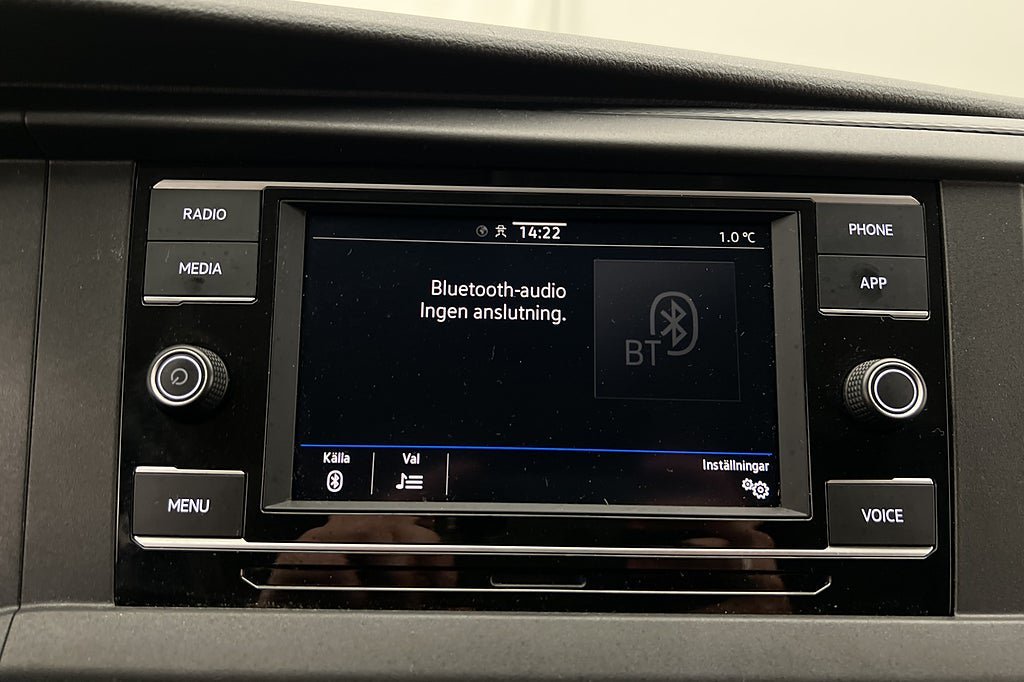 RADIO
MEDIA
MENU
14:22
1.0 °C
Bluetooth-audio
Ingen anslutning.
BT
Källa
Val
Inställningar
PHONE
APP
VOICE